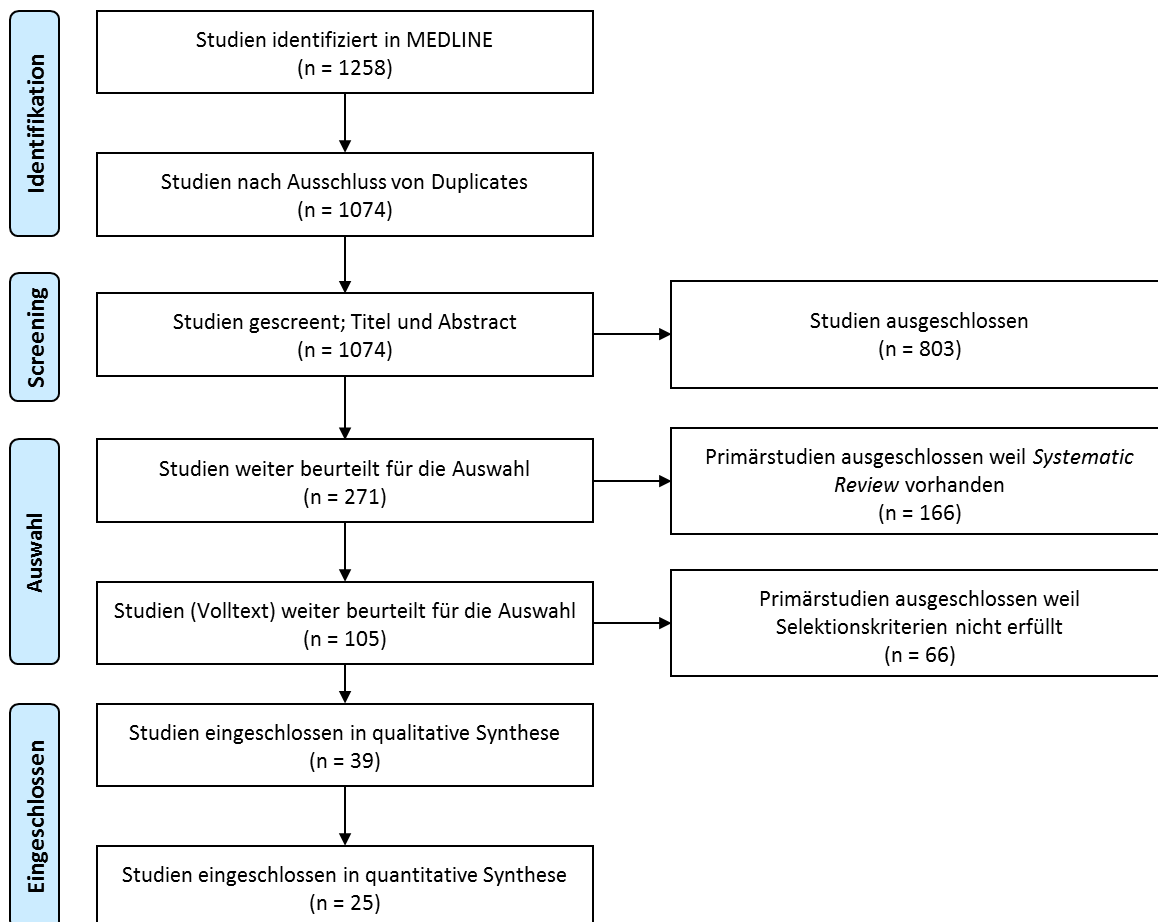 Identifikation
Studien identifiziert in MEDLINE
(n = 1258)
Studien nach Ausschluss von Duplicates
(n = 1074)
Screening
Studien gescreent; Titel und Abstract
(n = 1074)
Studien ausgeschlossen
(n = 803)
Auswahl
Studien weiter beurteilt für die Auswahl
(n = 271)
Primärstudien ausgeschlossen weil Systematic
Review vorhanden
(n = 166)
Studien (Volltext) weiter beurteilt für die Auswahl
(n = 105)
Primärstudien ausgeschlossen weil
Selektionskriterien nicht erfüllt
(n = 66)
Eingeschlossen
Studien eingeschlossen in qualitative Synthese
(n = 39)
Studien eingeschlossen in quantitative Synthese
(n = 25)